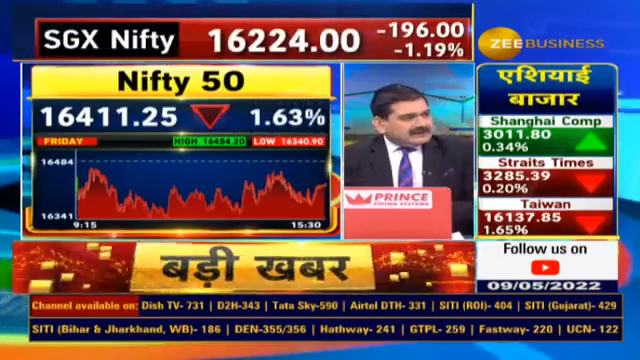 SGX Nifty 16224.00 -196.00
-1.19%
ZEE BUSINESS
Nifty 50
16411.25 1.63%
FRIDAY HIGH 16484.20 LOW 16340.90
16484
16341
9:15 15:30
PRINCE
PIPING SYSTEMS
एशियाई
बाजार
Shanghai Comp
3011.80
0.34%
Straits Times
3285.39
0.20%
Taiwan
16137.85
1.65%
बड़ी खबर
Follow us on
09/05/2022
Channel available on: Dish TV- 731 | D2H-343 | Tata Sky-590 | Airtel DTH- 331 | SITI (ROI)- 404 | SITI (Gujarat)- 429
SITI (Bihar & Jharkhand, WB)- 186 | DEN-355/356 | Hathway- 241 | GTPL- 259 | Fastway- 220 | UCN- 122